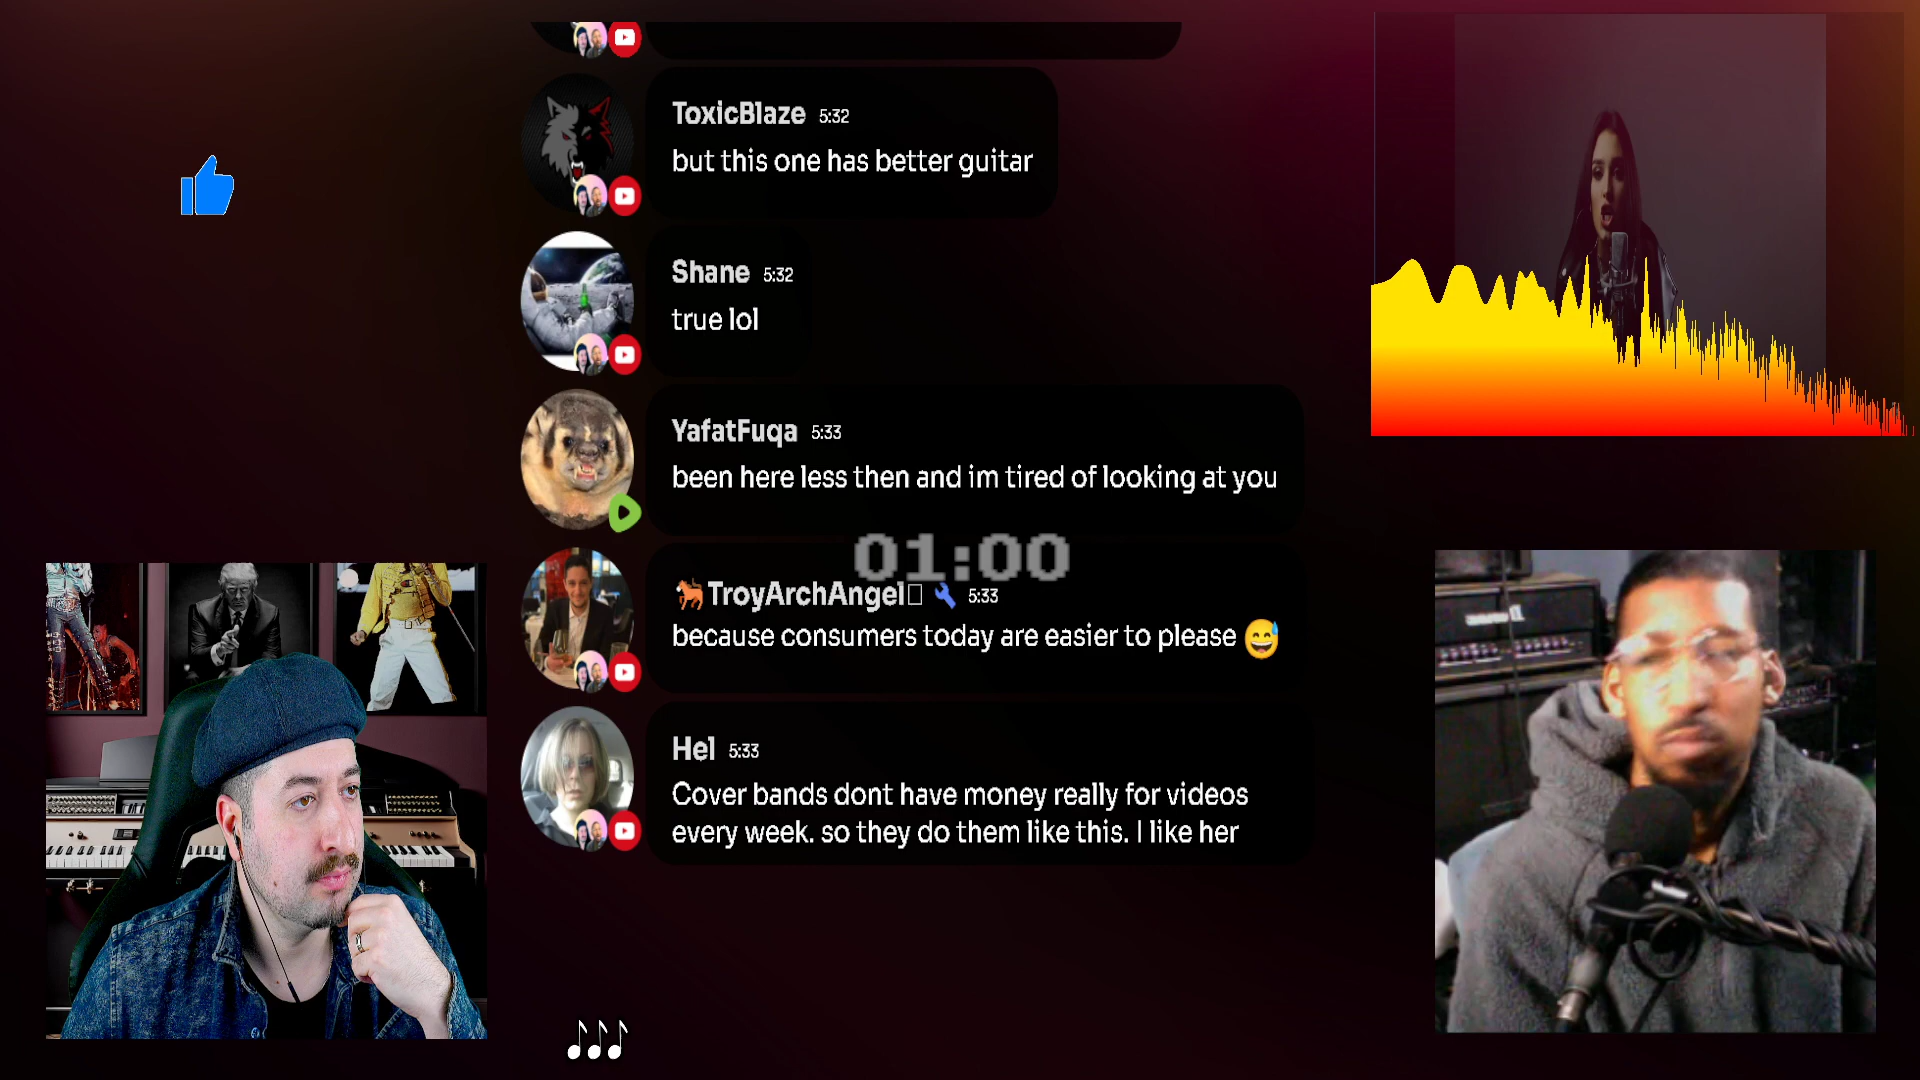 ToxicBlaze 5:32
but this one has better guitar
Shane 5:32
true lol
YafatFuqa 5:33
been here less then and im tired of looking at you
01:00
🐎TroyArchAngel▯ 🔧 5:33
because consumers today are easier to please 😅
Hel 5:33
Cover bands dont have money really for videos
every week. so they do them like this. I like her